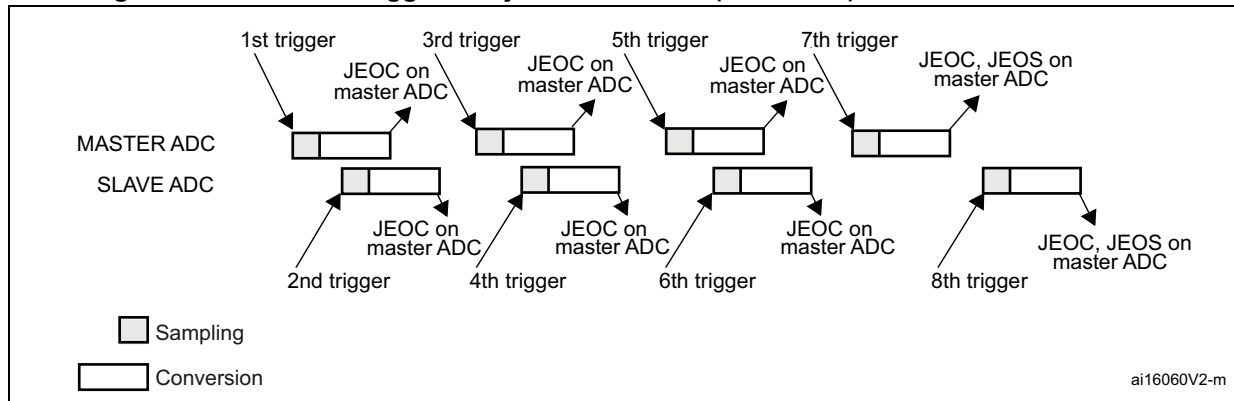 1st trigger
3rd trigger
5th trigger
7th trigger
JEOC on
master ADC
JEOC on
master ADC
JEOC on
master ADC
JEOC, JEOS on
master ADC
MASTER ADC
SLAVE ADC
JEOC on
master ADC
JEOC on
master ADC
JEOC on
master ADC
JEOC, JEOS on
master ADC
2nd trigger
4th trigger
6th trigger
8th trigger
Sampling
Conversion
ai16060V2-m